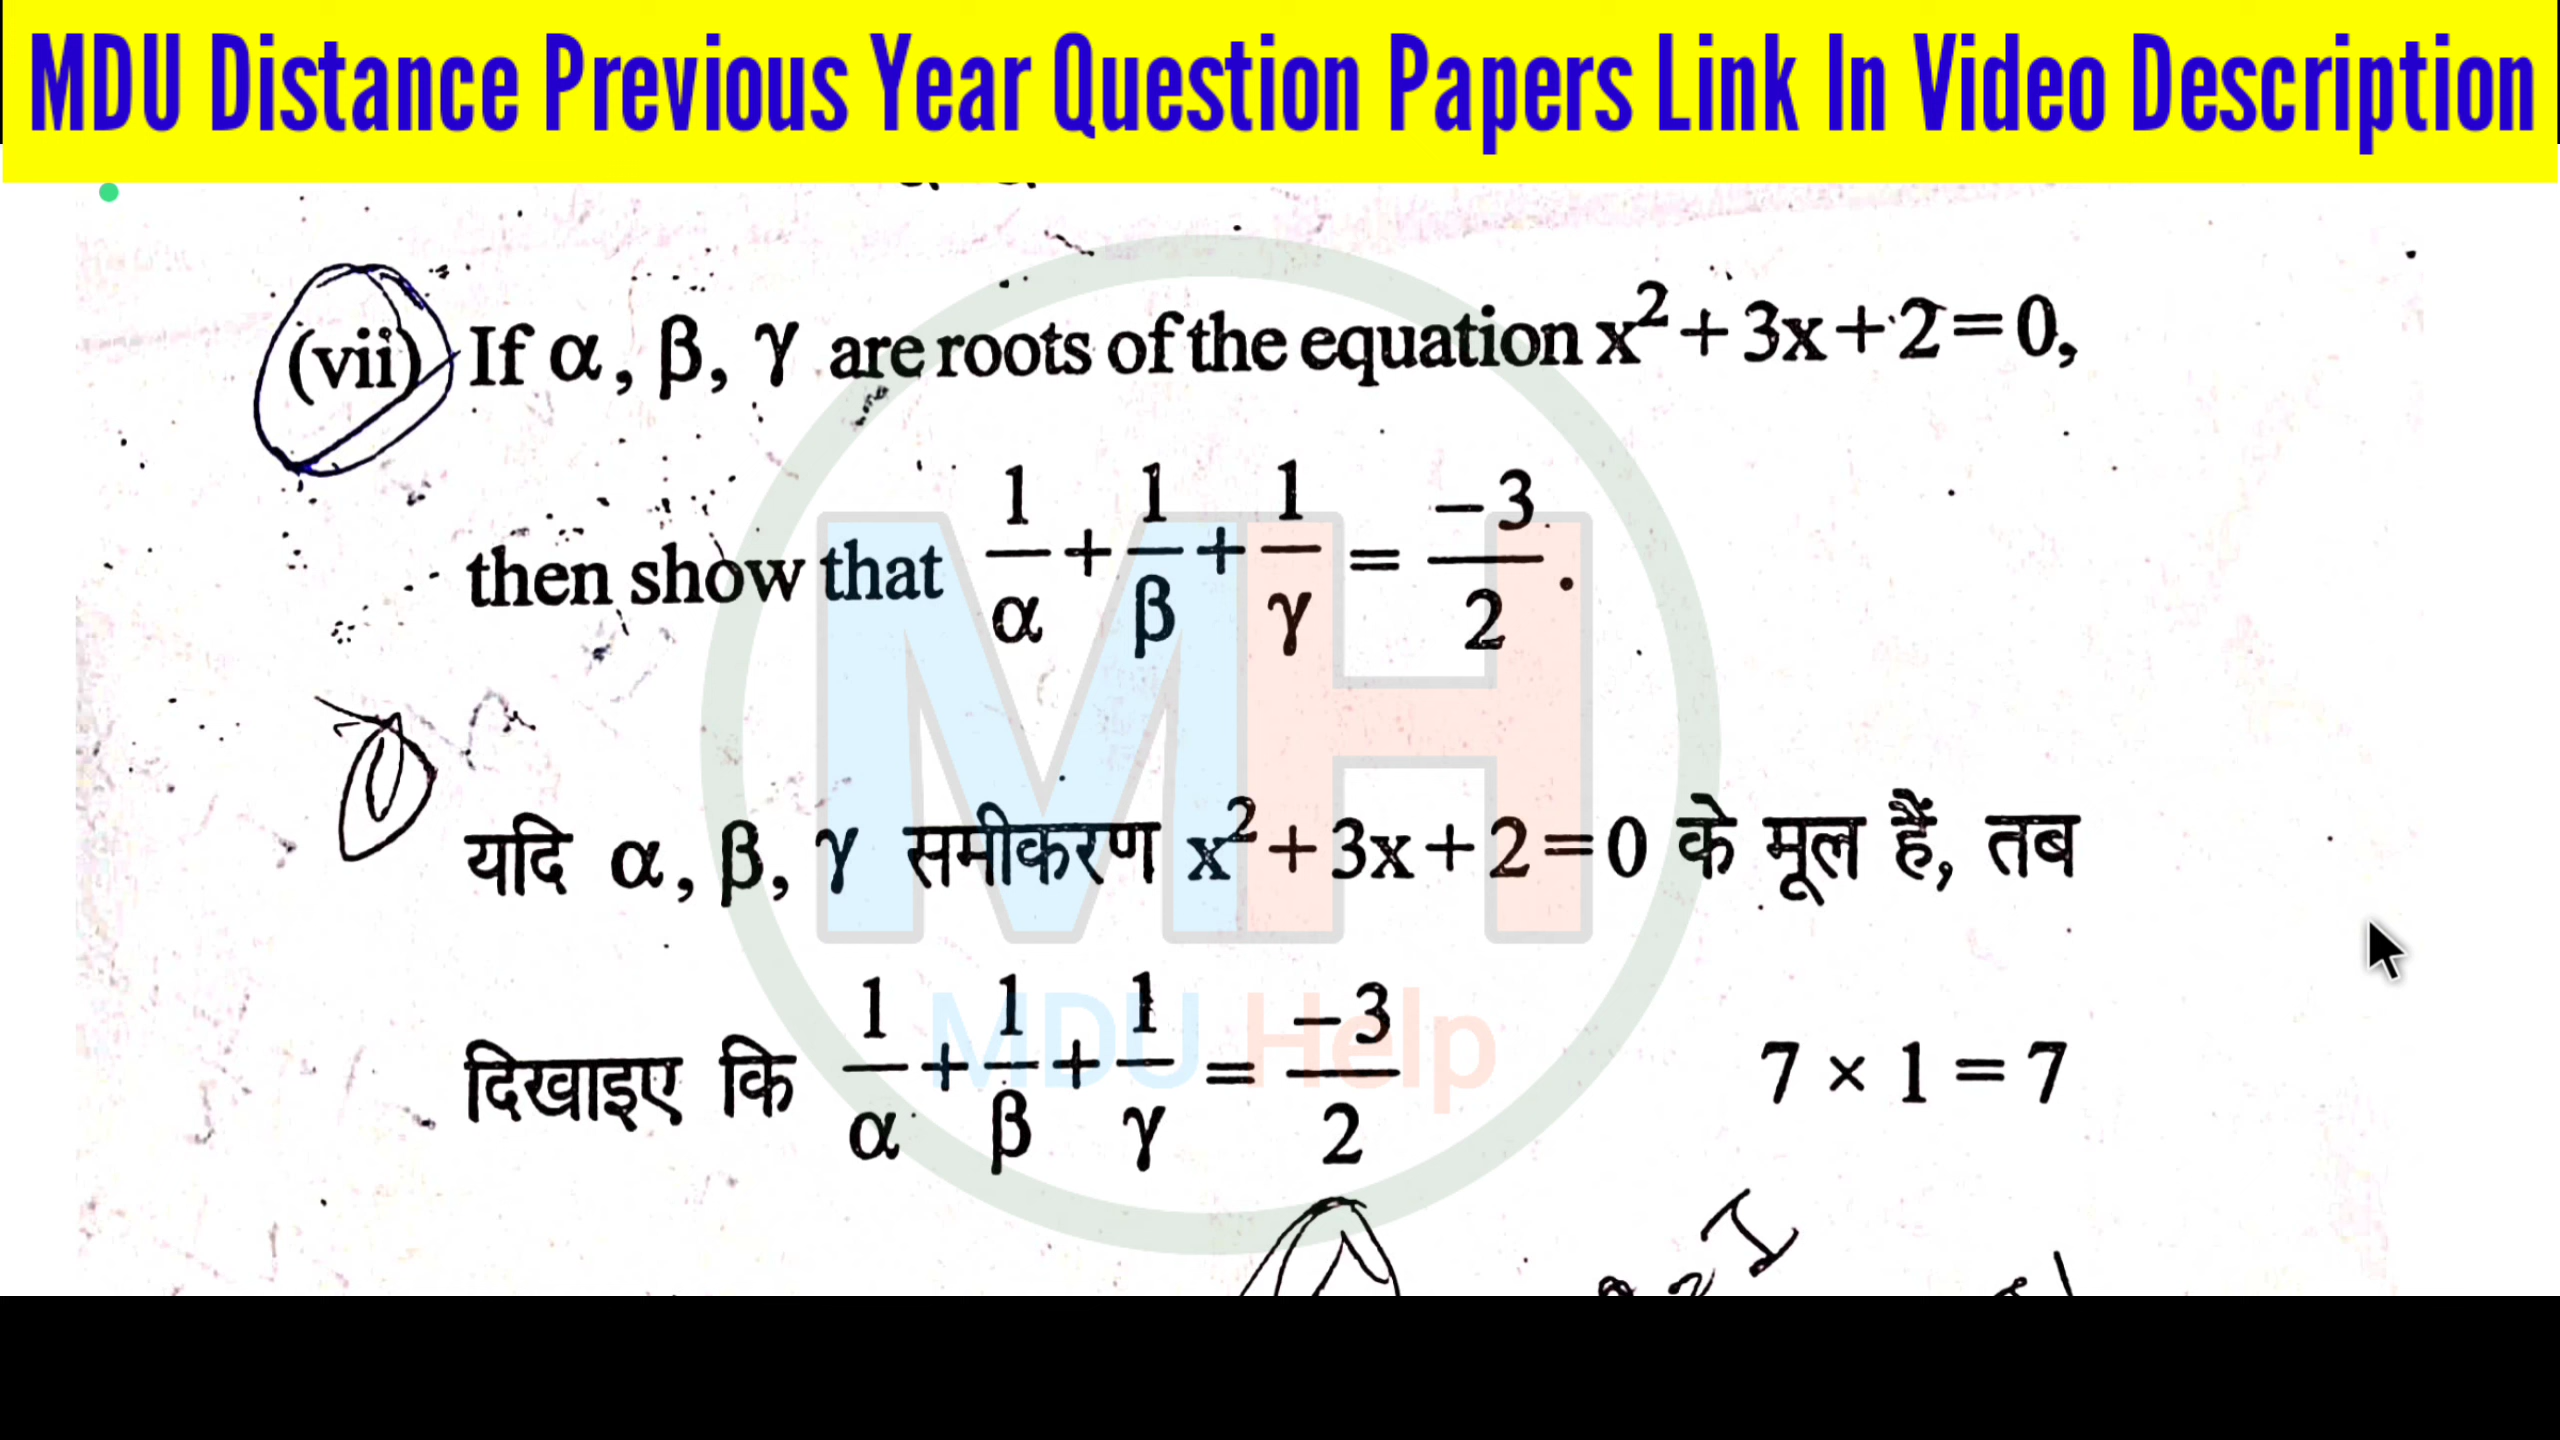 MDU Distance Previous Year Question Papers Link In Video Description
(vii) If α, β, γ are roots of the equation x²+3x+2=0,
then show that 1/α + 1/β + 1/γ = -3/2.
यदि α, β, γ समीकरण x²+3x+2=0 के मूल हैं, तब
दिखाइए कि 1/α + 1/β + 1/γ = -3/2 7 × 1 = 7
MH
MDU Help